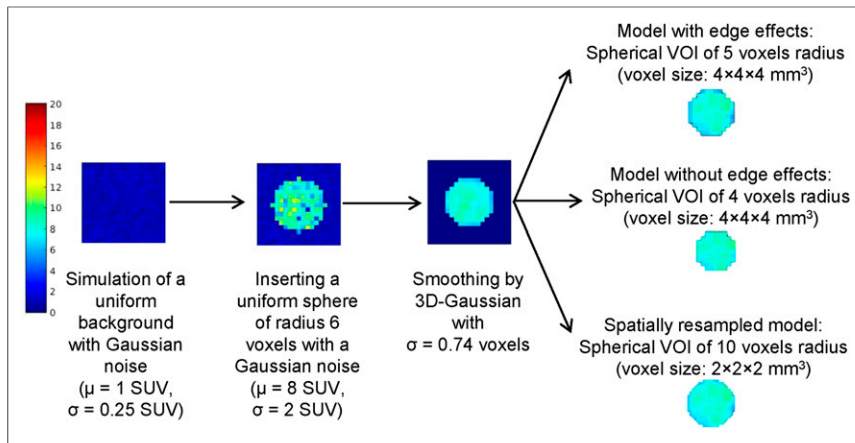 20
18
16
14
12
10
8
6
4
2
0
Simulation of a
uniform
background
with Gaussian
noise
(μ = 1 SUV,
σ = 0.25 SUV)
Inserting a
uniform sphere
of radius 6
voxels with a
Gaussian noise
(μ = 8 SUV,
σ = 2 SUV)
Smoothing by
3D-Gaussian
with
σ = 0.74 voxels
Model with edge effects:
Spherical VOI of 5 voxels radius
(voxel size: 4×4×4 mm³)
Model without edge effects:
Spherical VOI of 4 voxels radius
(voxel size: 4×4×4 mm³)
Spatially resampled model:
Spherical VOI of 10 voxels radius
(voxel size: 2×2×2 mm³)